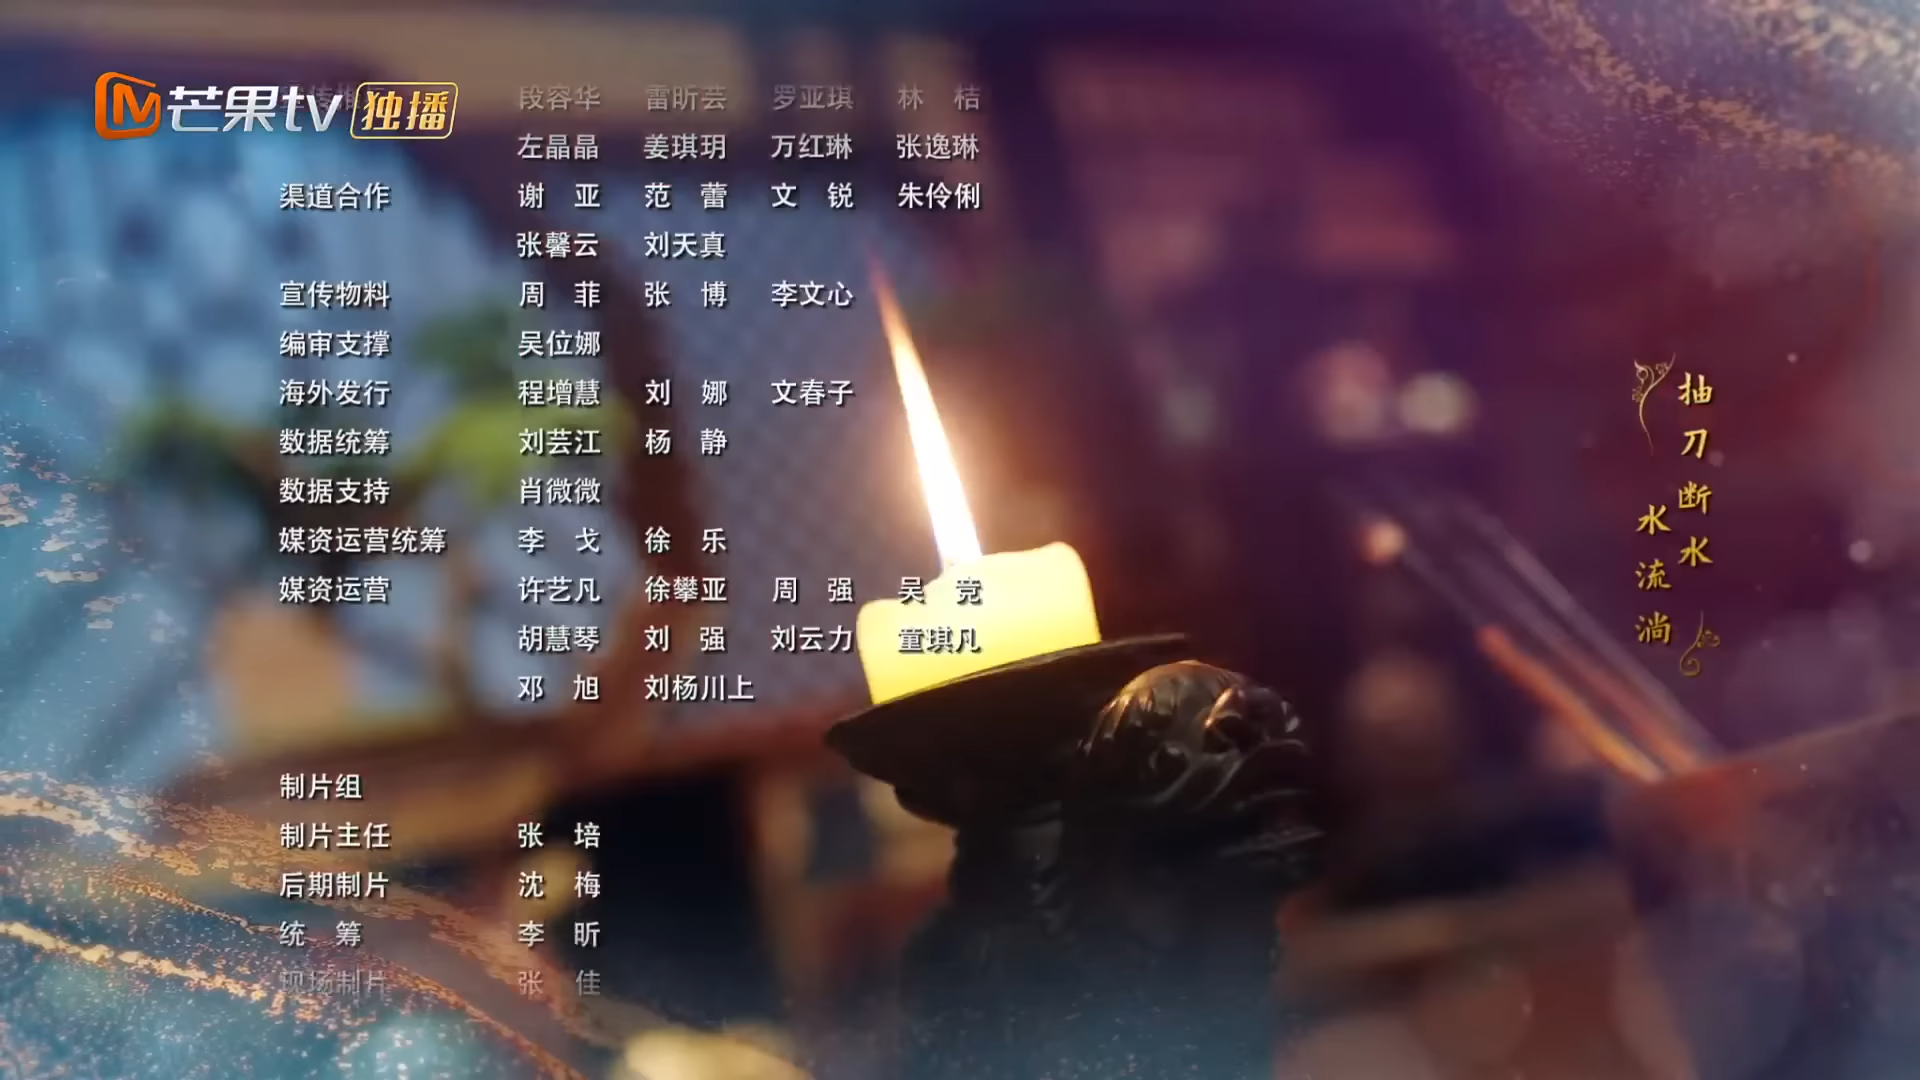 芒果tv 独播
段容华 雷昕芸 罗亚琪 林 桔
左晶晶 姜琪玥 万红琳 张逸琳
渠道合作 谢 亚 范 蕾 文 锐 朱伶俐
张馨云 刘天真
宣传物料 周 菲 张 博 李文心
编审支撑 吴位娜
海外发行 程增慧 刘 娜 文春子
数据统筹 刘芸江 杨 静
数据支持 肖微微
媒资运营统筹 李 戈 徐 乐
媒资运营 许艺凡 徐攀亚 周 强 吴 竞
胡慧琴 刘 强 刘云力 童琪凡
邓 旭 刘杨川上
制片组
制片主任 张 培
后期制片 沈 梅
统 筹 李 昕
现场制片 张 佳
抽刀断水
水流淌